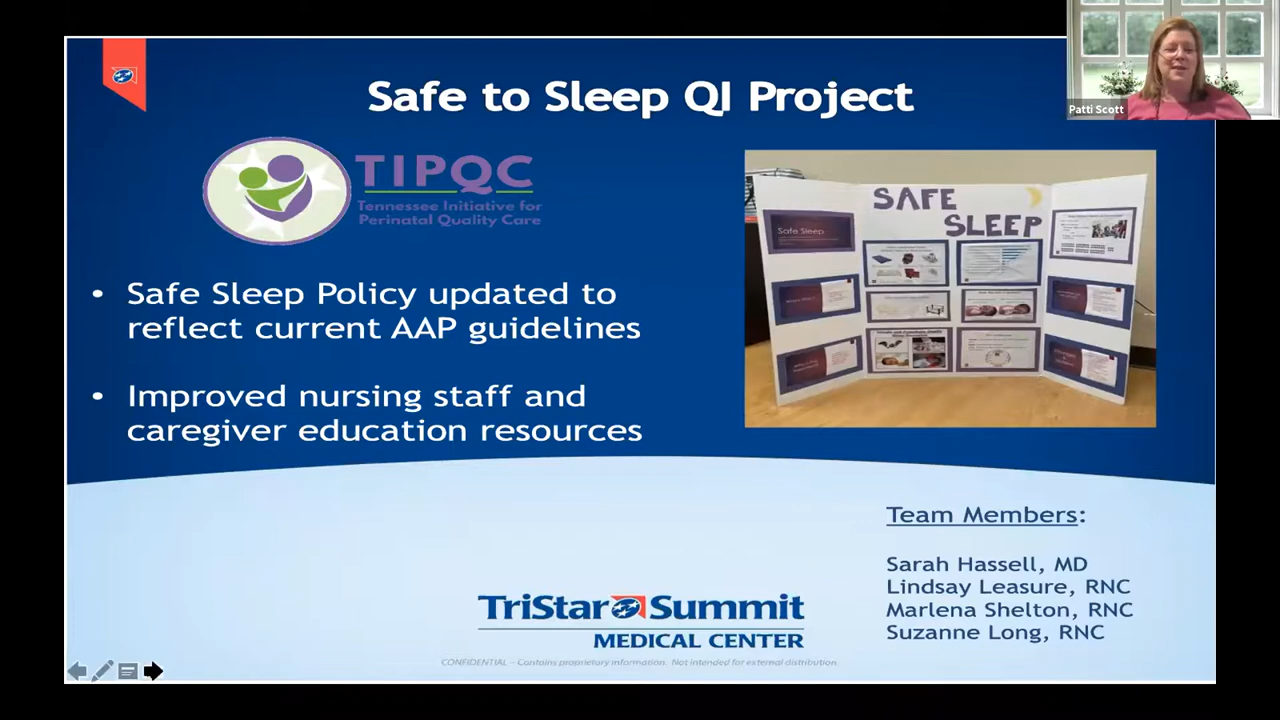 Safe to Sleep QI Project
Patti Scott
TIPQC
Tennessee Initiative for
Perinatal Quality Care
SAFE
SLEEP
Safe Sleep
• Safe Sleep Policy updated to
reflect current AAP guidelines
• Improved nursing staff and
caregiver education resources
Team Members:
Sarah Hassell, MD
Lindsay Leasure, RNC
Marlena Shelton, RNC
Suzanne Long, RNC
TriStar Summit
MEDICAL CENTER
CONFIDENTIAL – Contains proprietary information. Not intended for external distribution.